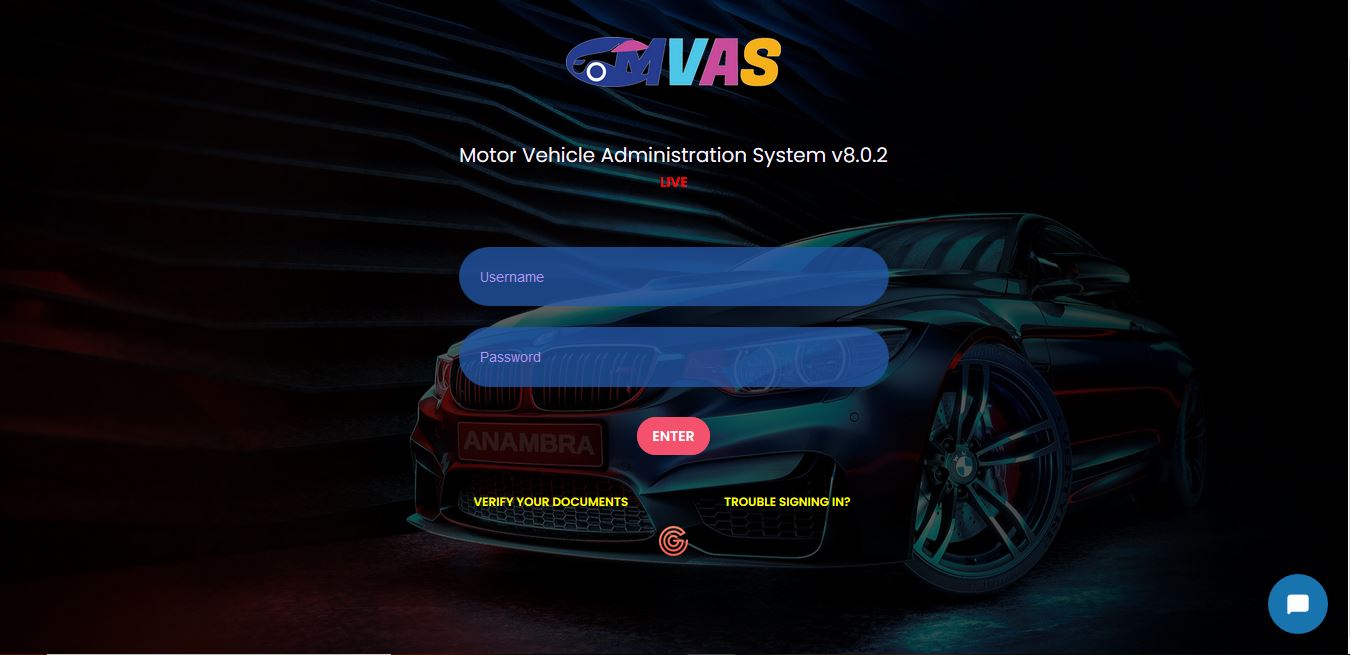 MVAS
Motor Vehicle Administration System v8.0.2
LIVE
Username
Password
ANAMBRA
ENTER
VERIFY YOUR DOCUMENTS
TROUBLE SIGNING IN?